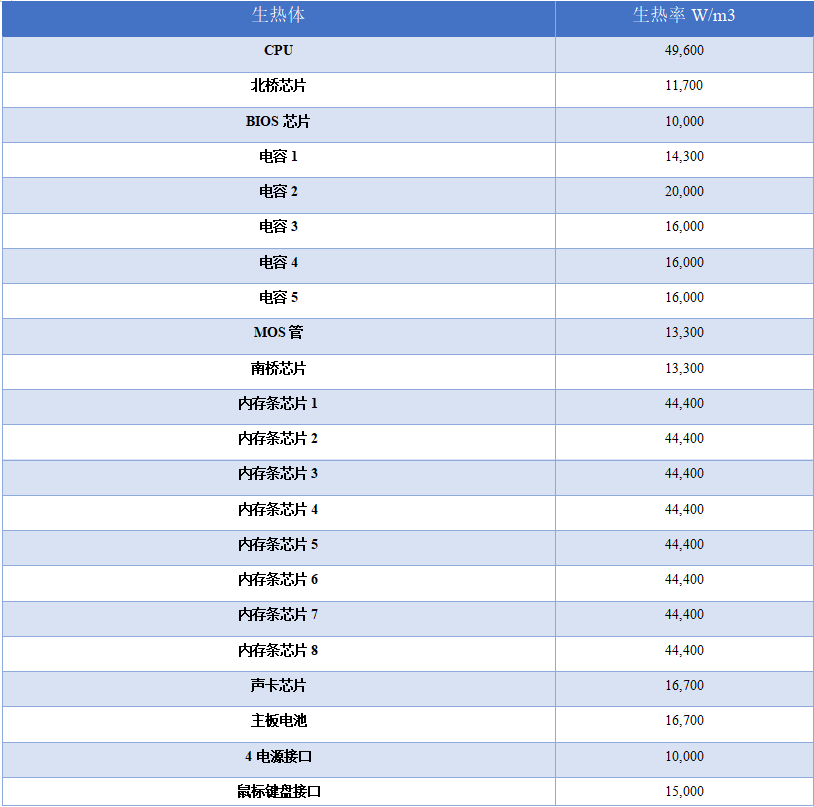 生热体 生热率 W/m3
CPU 49,600
北桥芯片 11,700
BIOS 芯片 10,000
电容 1 14,300
电容 2 20,000
电容 3 16,000
电容 4 16,000
电容 5 16,000
MOS 管 13,300
南桥芯片 13,300
内存条芯片 1 44,400
内存条芯片 2 44,400
内存条芯片 3 44,400
内存条芯片 4 44,400
内存条芯片 5 44,400
内存条芯片 6 44,400
内存条芯片 7 44,400
内存条芯片 8 44,400
声卡芯片 16,700
主板电池 16,700
4 电源接口 10,000
鼠标键盘接口 15,000